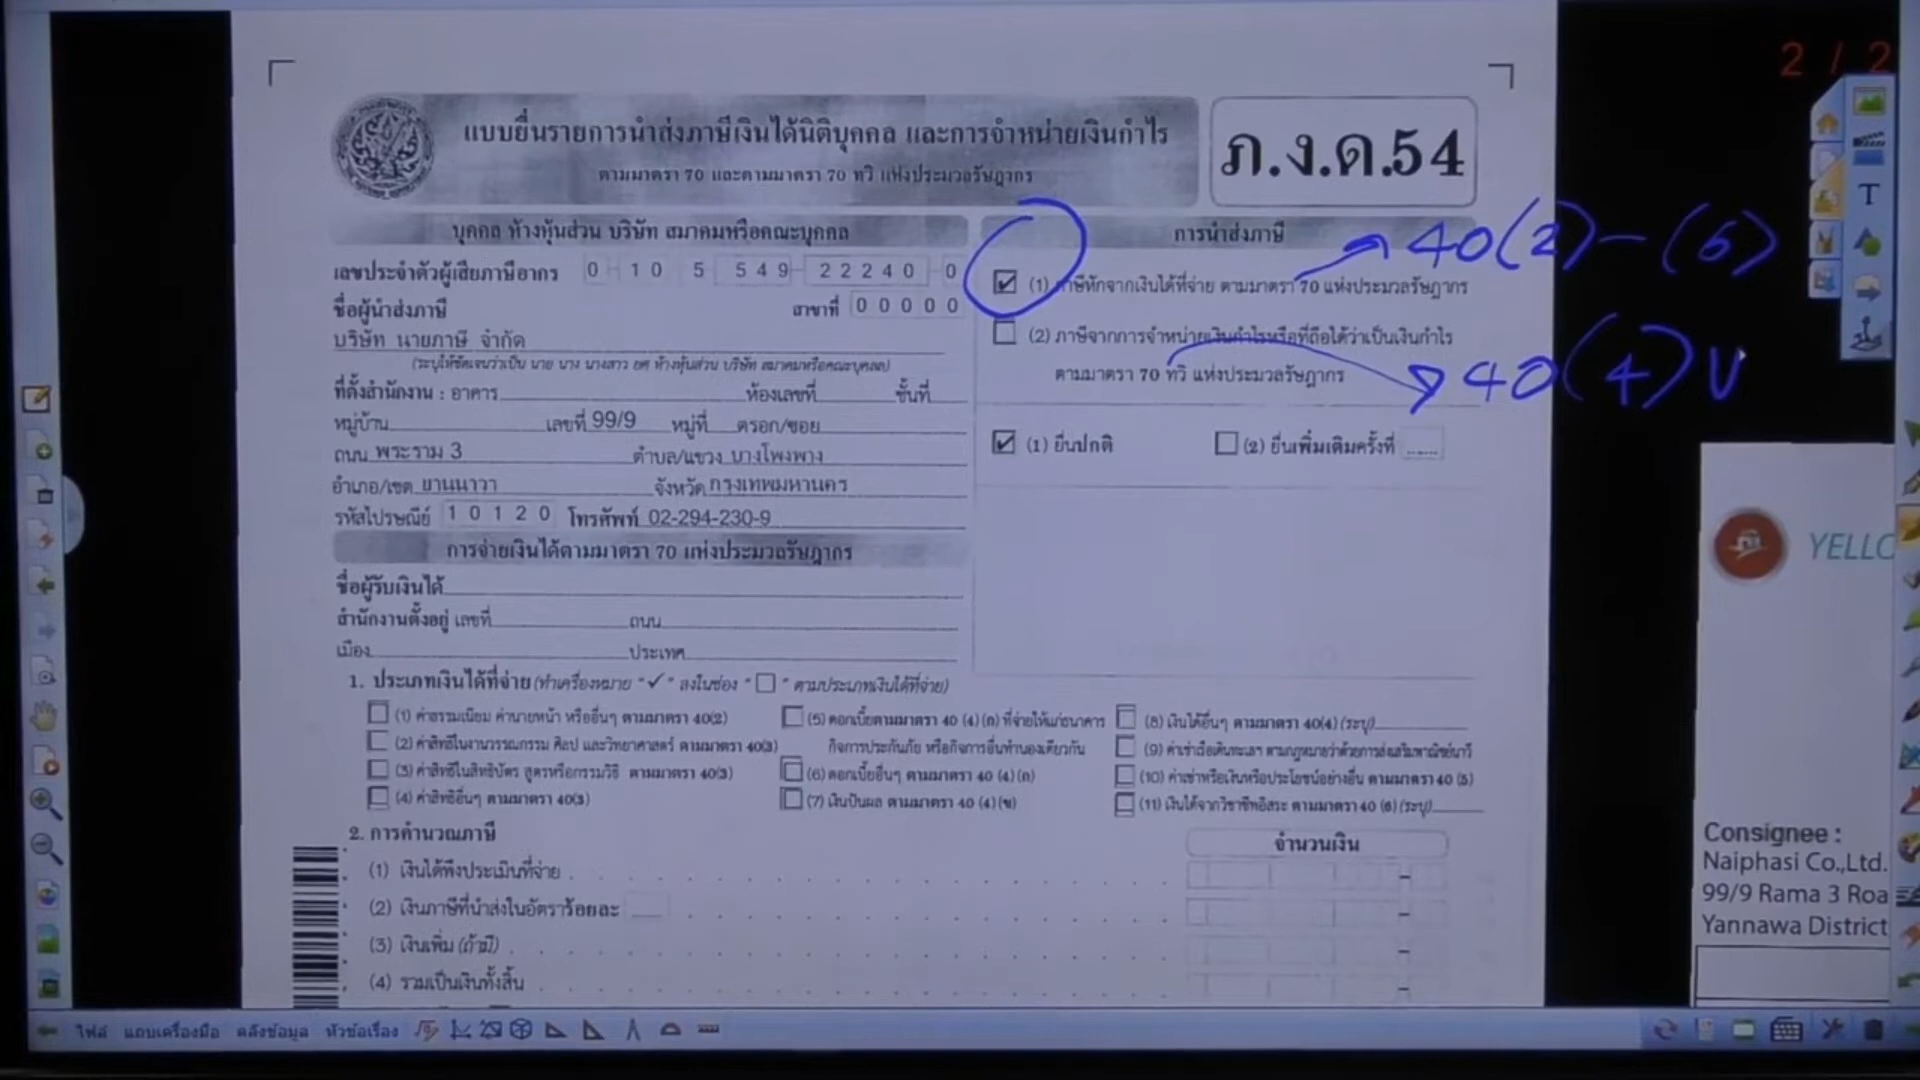 2 / 2
แบบยื่นรายการนำส่งภาษีเงินได้นิติบุคคล และการจำหน่ายเงินกำไร
ตามมาตรา 70 และตามมาตรา 70 ทวิ แห่งประมวลรัษฎากร
ภ.ง.ด.54
บุคคล ห้างหุ้นส่วน บริษัท สมาคมหรือคณะบุคคล
เลขประจำตัวผู้เสียภาษีอากร 0 10 5 549 22240 0
ชื่อผู้นำส่งภาษี สาขาที่ 00000
บริษัท นายภาษี จำกัด
(ระบุให้ชัดเจนว่าเป็น นาย นาง นางสาว ยศ ห้างหุ้นส่วน บริษัท สมาคมหรือคณะบุคคล)
ที่ตั้งสำนักงาน : อาคาร ห้องเลขที่ ชั้นที่
หมู่บ้าน เลขที่ 99/9 หมู่ที่ ตรอก/ซอย
ถนน พระราม 3 ตำบล/แขวง บางโพงพาง
อำเภอ/เขต ยานนาวา จังหวัด กรุงเทพมหานคร
รหัสไปรษณีย์ 10120 โทรศัพท์ 02-294-230-9
การนำส่งภาษี
40(2)-(6)
(1) ภาษีหักจากเงินได้ที่จ่าย ตามมาตรา 70 แห่งประมวลรัษฎากร
(2) ภาษีจากการจำหน่ายเงินกำไรหรือที่ถือได้ว่าเป็นเงินกำไร
ตามมาตรา 70 ทวิ แห่งประมวลรัษฎากร
40(4)
(1) ยื่นปกติ (2) ยื่นเพิ่มเติมครั้งที่ ......
การจ่ายเงินได้ตามมาตรา 70 แห่งประมวลรัษฎากร
ชื่อผู้รับเงินได้
สำนักงานตั้งอยู่ เลขที่ ถนน
เมือง ประเทศ
1. ประเภทเงินได้ที่จ่าย (ทำเครื่องหมาย "✓" ลงในช่อง "☐" ตามประเภทเงินได้ที่จ่าย)
(1) ค่าธรรมเนียม ค่านายหน้า หรืออื่นๆ ตามมาตรา 40(2)
(2) ค่าสิทธิในงานวรรณกรรม ศิลป และวิทยาศาสตร์ ตามมาตรา 40(3)
(3) ค่าสิทธิในสิทธิบัตร สูตรหรือกรรมวิธี ตามมาตรา 40(3)
(4) ค่าสิทธิอื่นๆ ตามมาตรา 40(3)
(5) ดอกเบี้ยตามมาตรา 40 (4) (ก) ที่จ่ายให้แก่ธนาคาร
กิจการประกันภัย หรือกิจการอื่นทำนองเดียวกัน
(6) ดอกเบี้ยอื่นๆ ตามมาตรา 40 (4) (ก)
(7) เงินปันผล ตามมาตรา 40 (4) (ข)
(8) เงินได้อื่นๆ ตามมาตรา 40(4) (ระบุ)
(9) ค่าเช่าเรือเดินทะเลฯ ตามกฎหมายว่าด้วยการส่งเสริมพาณิชย์นาวี
(10) ค่าเช่าหรือเงินหรือประโยชน์อย่างอื่น ตามมาตรา 40 (5)
(11) เงินได้จากวิชาชีพอิสระ ตามมาตรา 40 (6) (ระบุ)
2. การคำนวณภาษี จำนวนเงิน
(1) เงินได้พึงประเมินที่จ่าย
(2) เงินภาษีที่นำส่งในอัตราร้อยละ
(3) เงินเพิ่ม (ถ้ามี)
(4) รวมเป็นเงินทั้งสิ้น
YELLO
Consignee :
Naiphasi Co.,Ltd.
99/9 Rama 3 Roa
Yannawa District
ไฟล์ แถบเครื่องมือ คลังข้อมูล หัวข้อเรื่อง